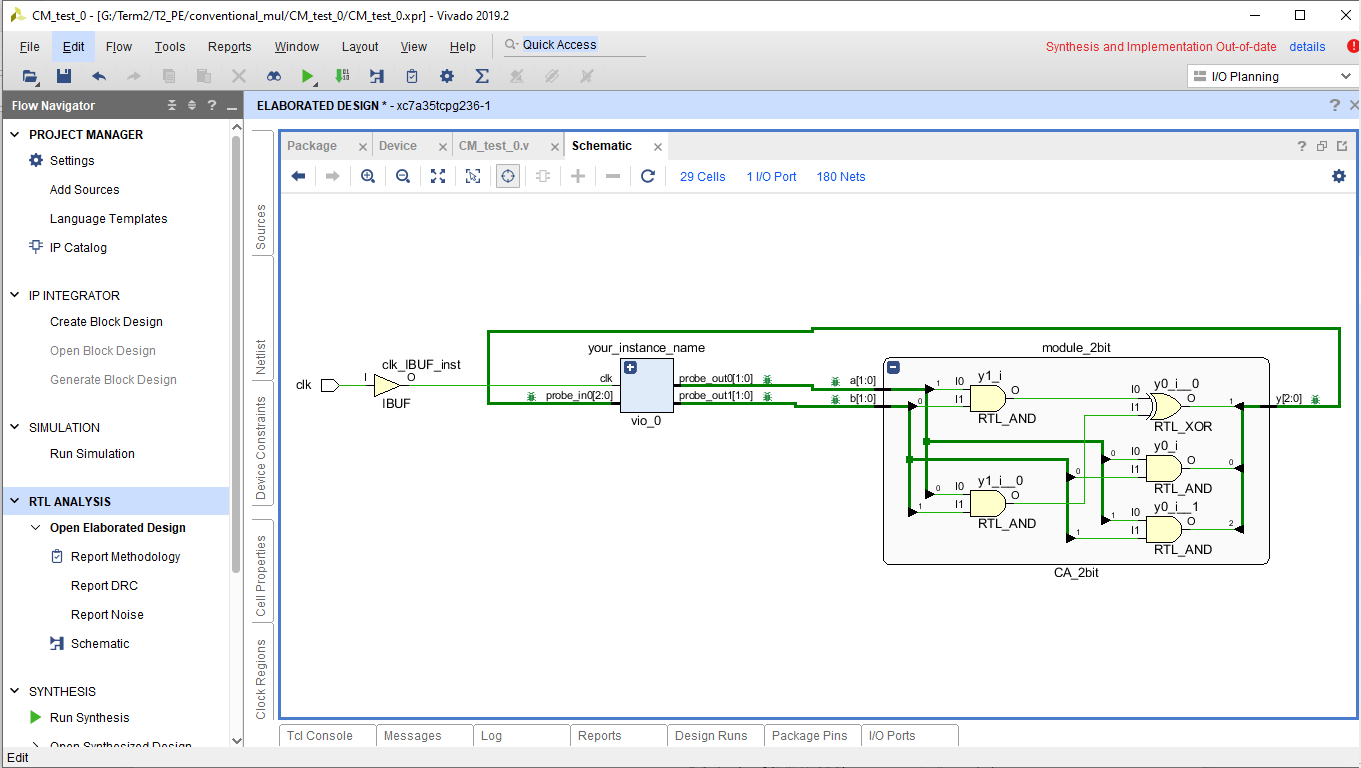 CM_test_0 - [G:/Term2/T2_PE/conventional_mul/CM_test_0/CM_test_0.xpr] - Vivado 2019.2
File Edit Flow Tools Reports Window Layout View Help Quick Access
Synthesis and Implementation Out-of-date details
I/O Planning
Flow Navigator
ELABORATED DESIGN * - xc7a35tcpg236-1
PROJECT MANAGER
Settings
Add Sources
Language Templates
IP Catalog
IP INTEGRATOR
Create Block Design
Open Block Design
Generate Block Design
SIMULATION
Run Simulation
RTL ANALYSIS
Open Elaborated Design
Report Methodology
Report DRC
Report Noise
Schematic
SYNTHESIS
Run Synthesis
Open Synthesized Design
Sources
Netlist
Device Constraints
Cell Properties
Clock Regions
Package Device CM_test_0.v Schematic
29 Cells 1 I/O Port 180 Nets
clk
clk_IBUF_inst
I O
IBUF
your_instance_name
clk
probe_in0[2:0]
probe_out0[1:0]
probe_out1[1:0]
vio_0
module_2bit
a[1:0]
b[1:0]
1
0
y1_i
I0
I1
O
RTL_AND
0
1
y1_i__0
I0
I1
O
RTL_AND
y0_i__0
I0
I1
O
RTL_XOR
0
0
y0_i
I0
I1
O
RTL_AND
1
1
y0_i__1
I0
I1
O
RTL_AND
1
0
2
y[2:0]
CA_2bit
Tcl Console Messages Log Reports Design Runs Package Pins I/O Ports
Edit